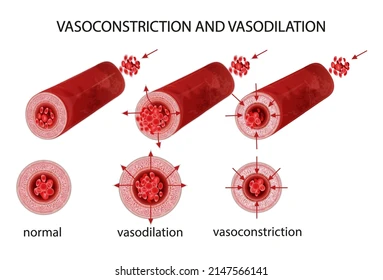 VASOCONSTRICTION AND VASODILATION
normal
vasodilation
vasoconstriction
shutterstock.com · 2147566141